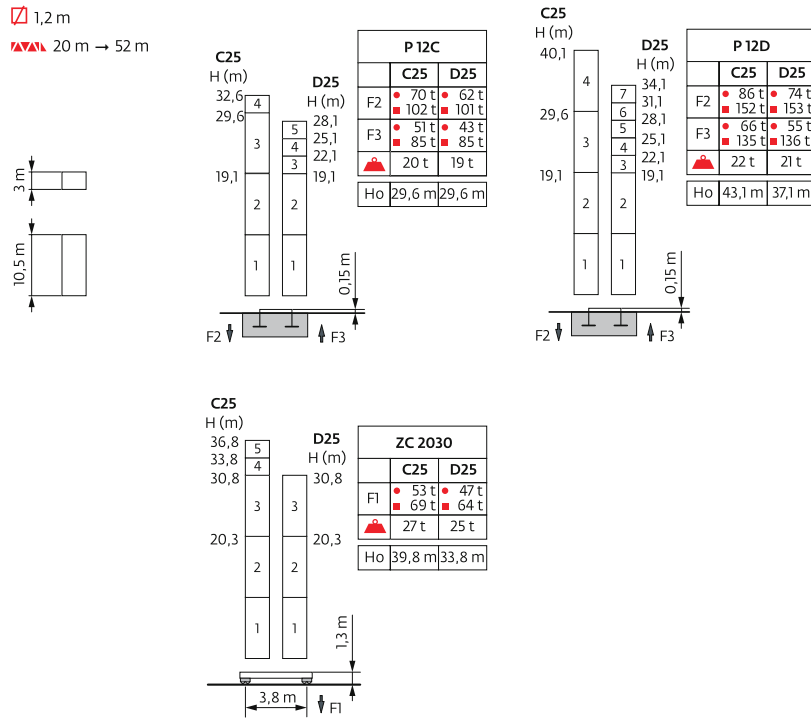 1,2 m
20 m → 52 m
3 m
10,5 m
C25
H (m)
32,6
29,6
19,1
4
3
2
1
D25
H (m)
28,1
25,1
22,1
19,1
5
4
3
2
1
0,15 m
F2
F3
P 12C
C25 D25
F2 70 t 62 t
102 t 101 t
F3 51 t 43 t
85 t 85 t
20 t 19 t
Ho 29,6 m 29,6 m
C25
H (m)
40,1
29,6
19,1
4
3
2
1
D25
H (m)
34,1
31,1
28,1
25,1
22,1
19,1
7
6
5
4
3
2
1
0,15 m
F2
F3
P 12D
C25 D25
F2 86 t 74 t
152 t 153 t
F3 66 t 55 t
135 t 136 t
22 t 21 t
Ho 43,1 m 37,1 m
C25
H (m)
36,8
33,8
30,8
20,3
5
4
3
2
1
D25
H (m)
30,8
20,3
3
2
1
1,3 m
3,8 m
F1
ZC 2030
C25 D25
F1 53 t 47 t
69 t 64 t
27 t 25 t
Ho 39,8 m 33,8 m